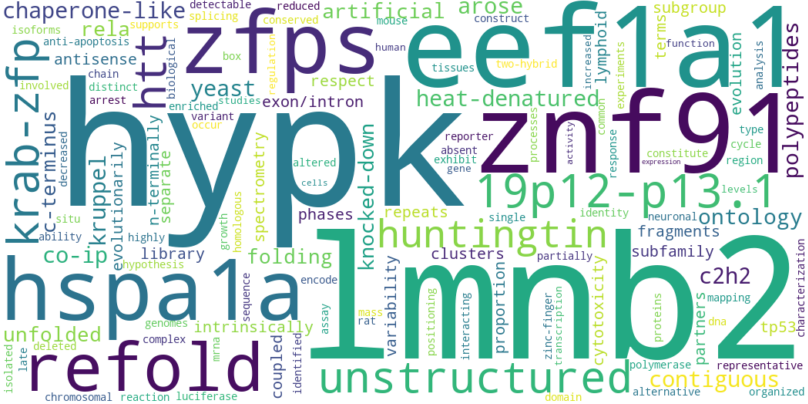 chaperone-like
rela
antisense
anti-apoptosis
isoforms
supports
splicing
detectable
reduced
box
regulation
conserved
mouse
artificial
arose
construct
human
tissues
two-hybrid
increased
lymphoid
experiments
terms
subgroup
function
evolution
analysis
polypeptides
krab-zfp
htt
zfps
eef1a1
biological
involved
chain
distinct
arrest
yeast
enriched
studies
variant
occur
exon/intron
respect
heat-denatured
processes
common
response
activity
type
cycle
region
constitute
expression
hypk
znf91
c-terminus
decreased
kruppel
evolutionarily
n-terminally
separate
spectrometry
altered
cells
knocked-down
reporter
absent
exhibit
gene
19p12-p13.1
levels
situ
ability
highly
growth
homologous
phases
repeats
single
identity
neuronal
ontology
huntingtin
fragments
co-ip
library
hypothesis
folding
clusters
partially
subfamily
characterization
hspa1a
lmnb2
sequence
encode
variability
positioning
interacting
proportion
zinc-finger
transcription
cytotoxicity
proteins
c2h2
mapping
partners
dna
tp53
assay
mass
rat
genomes
intrinsically
unfolded
isolated
late
deleted
complex
mrna
coupled
identified
refold
unstructured
polymerase
representative
contiguous
chromosomal
reaction
luciferase
domain
alternative
organized